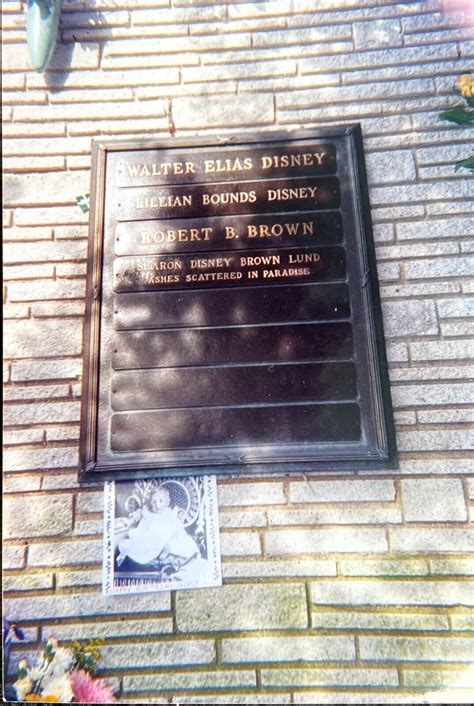 WALTER ELIAS DISNEY
LILLIAN BOUNDS DISNEY
ROBERT B. BROWN
SHARON DISNEY BROWN LUND
ASHES SCATTERED IN PARADISE